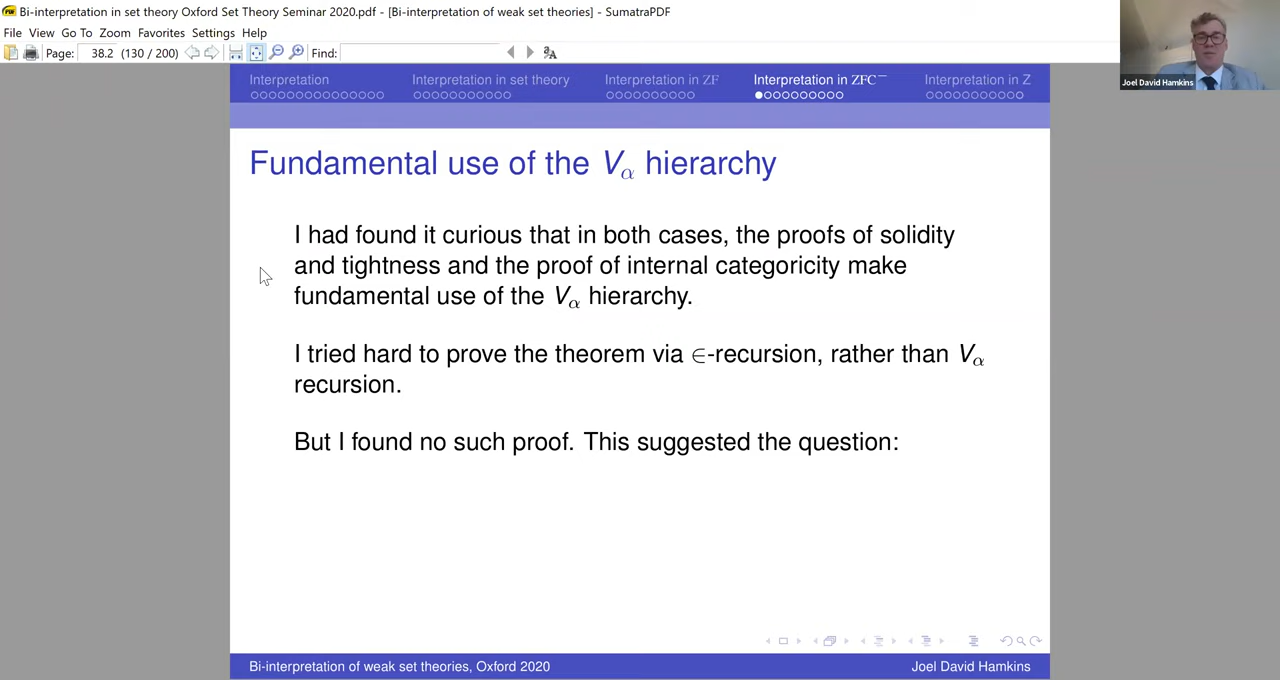 Bi-interpretation in set theory Oxford Set Theory Seminar 2020.pdf - [Bi-interpretation of weak set theories] - SumatraPDF
File View Go To Zoom Favorites Settings Help
Page: 38.2 (130 / 200) Find:
Joel David Hamkins
Interpretation Interpretation in set theory Interpretation in ZF Interpretation in ZFC⁻ Interpretation in Z
Fundamental use of the Vα hierarchy
I had found it curious that in both cases, the proofs of solidity
and tightness and the proof of internal categoricity make
fundamental use of the Vα hierarchy.
I tried hard to prove the theorem via ∈-recursion, rather than Vα
recursion.
But I found no such proof. This suggested the question:
Bi-interpretation of weak set theories, Oxford 2020 Joel David Hamkins